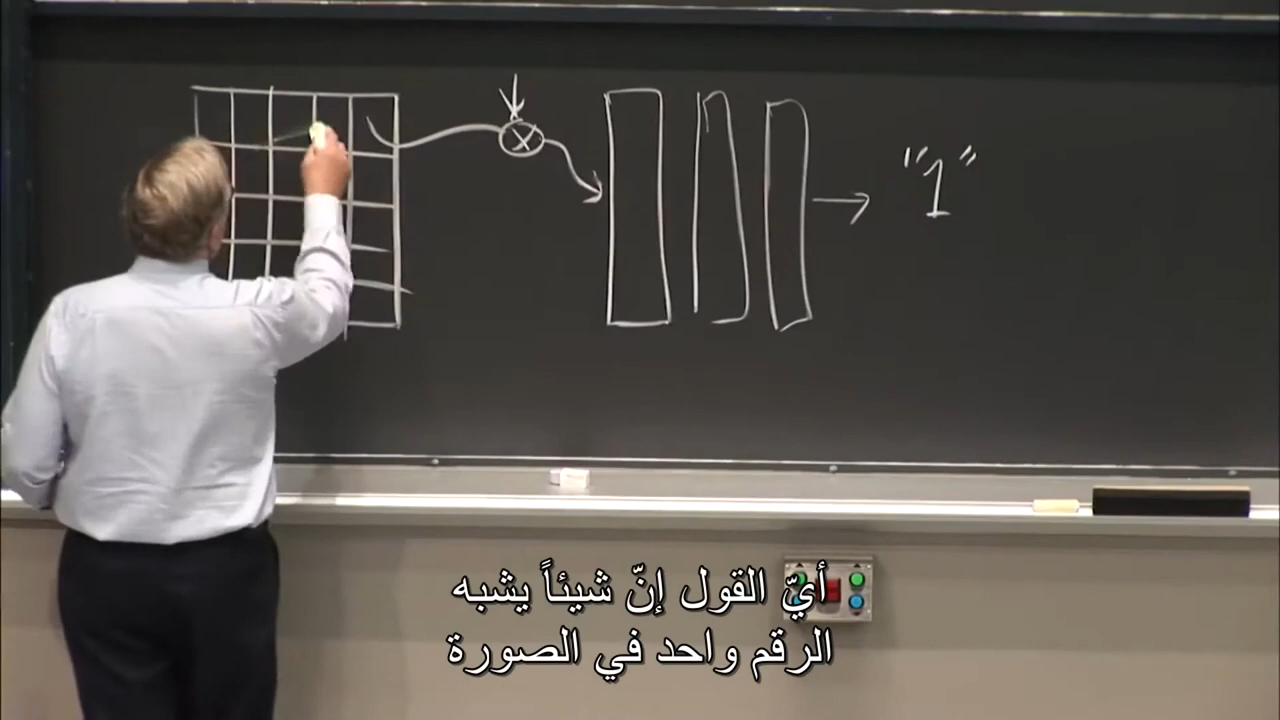 "1"
أيّ القول إنّ شيئاً يشبه
الرقم واحد في الصورة